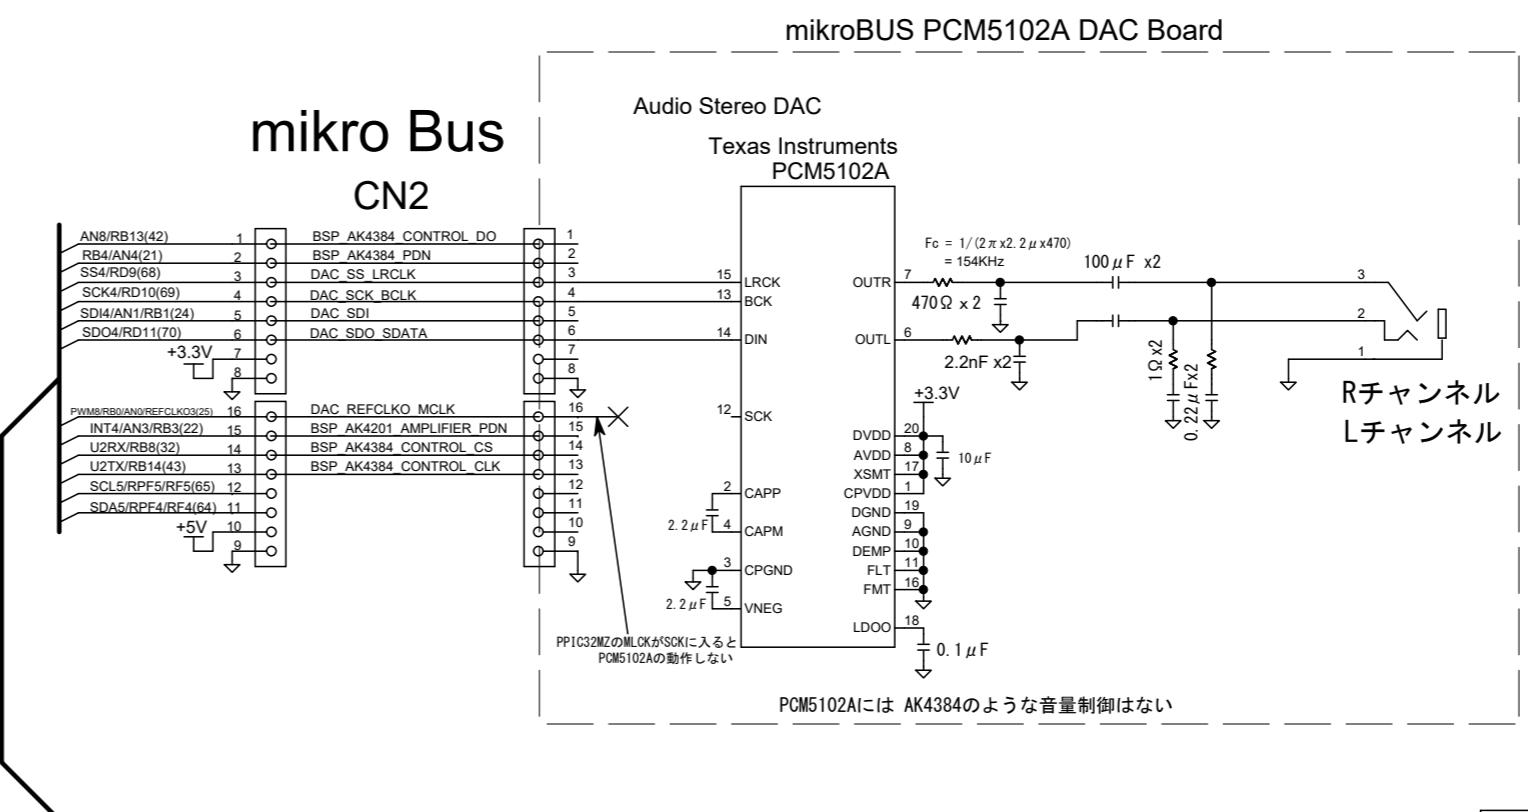 mikroBUS PCM5102A DAC Board
Audio Stereo DAC
mikro Bus
CN2
Texas Instruments
PCM5102A
AN8/RB13(42) 1 BSP_AK4384_CONTROL_DO 1
RB4/AN4(21) 2 BSP_AK4384_PDN 2
SS4/RD9(68) 3 DAC_SS_LRCLK 3
SCK4/RD10(69) 4 DAC_SCK_BCLK 4
SDI4/AN1/RB1(24) 5 DAC_SDI 5
SDO4/RD11(70) 6 DAC_SDO_SDATA 6
+3.3V 7 7
8 8
PWM8/RB0/AN0/REFCLKO3(25) 16 DAC_REFCLKO_MCLK 16
INT4/AN3/RB3(22) 15 BSP_AK4201_AMPLIFIER_PDN 15
U2RX/RB8(32) 14 BSP_AK4384_CONTROL_CS 14
U2TX/RB14(43) 13 BSP_AK4384_CONTROL_CLK 13
SCL5/RPF5/RF5(65) 12 12
SDA5/RPF4/RF4(64) 11 11
+5V 10 10
9 9
15 LRCK
13 BCK
14 DIN
12 SCK
2 CAPP
2.2μF
4 CAPM
3 CPGND
2.2μF
5 VNEG
OUTR 7
OUTL 6
DVDD 20
AVDD 8
XSMT 17
CPVDD 1
DGND 19
AGND 9
DEMP 10
FLT 11
FMT 16
LDOO 18
Fc = 1/(2πx2.2μx470)
= 154KHz
470Ω x2
2.2nF x2
100μF x2
1Ωx2
0.22μFx2
+3.3V
10μF
0.1μF
3
2
1
Rチャンネル
Lチャンネル
PPIC32MZのMLCKがSCKに入ると
PCM5102Aの動作しない
PCM5102Aには AK4384のような音量制御はない